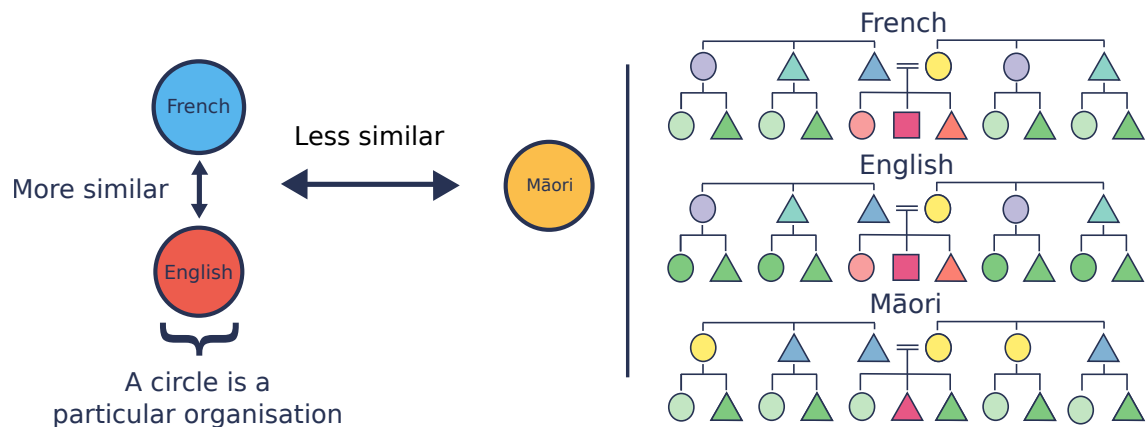 French
More similar
English
A circle is a
particular organisation
Less similar
Māori
French
English
Māori